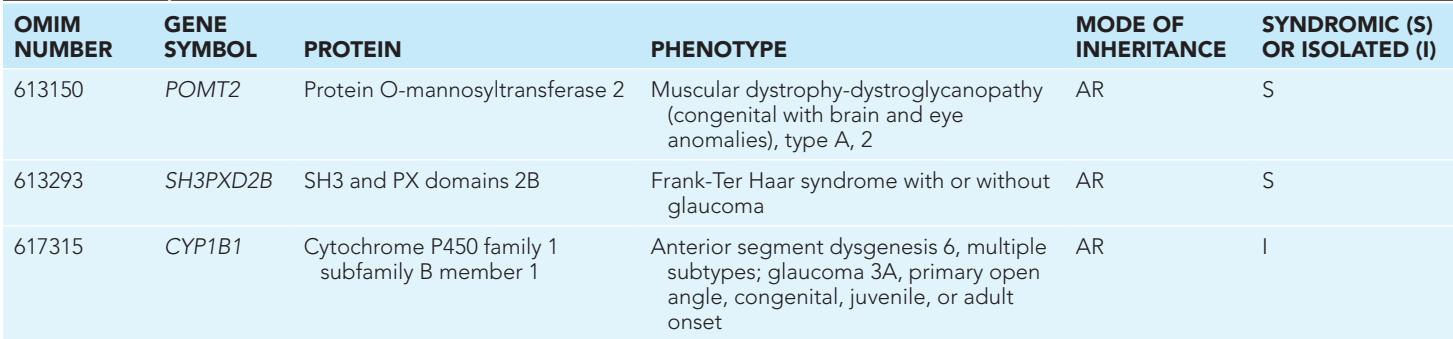 OMIM NUMBER GENE SYMBOL PROTEIN PHENOTYPE MODE OF INHERITANCE SYNDROMIC (S) OR ISOLATED (I)
613150 POMT2 Protein O-mannosyltransferase 2 Muscular dystrophy-dystroglycanopathy AR S
(congenital with brain and eye
anomalies), type A, 2
613293 SH3PXD2B SH3 and PX domains 2B Frank-Ter Haar syndrome with or without AR S
glaucoma
617315 CYP1B1 Cytochrome P450 family 1 Anterior segment dysgenesis 6, multiple AR I
subfamily B member 1 subtypes; glaucoma 3A, primary open
angle, congenital, juvenile, or adult
onset